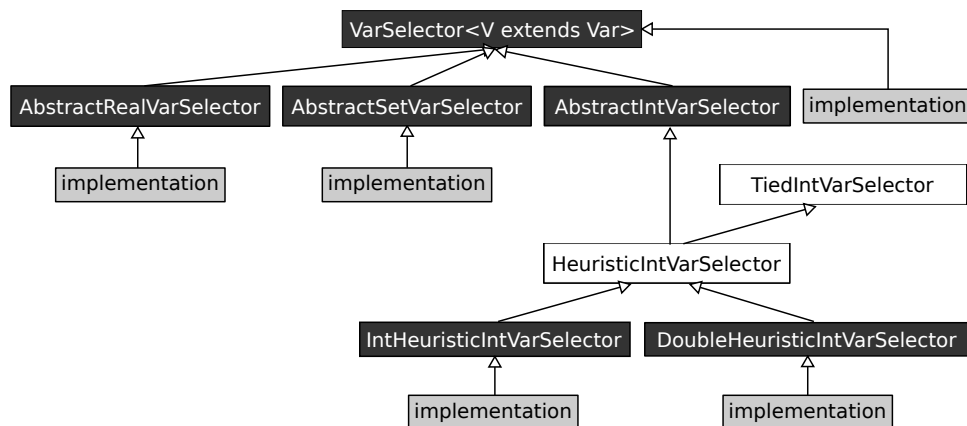 VarSelector<V extends Var>
AbstractRealVarSelector
AbstractSetVarSelector
AbstractIntVarSelector
implementation
implementation
implementation
TiedIntVarSelector
HeuristicIntVarSelector
IntHeuristicIntVarSelector
DoubleHeuristicIntVarSelector
implementation
implementation